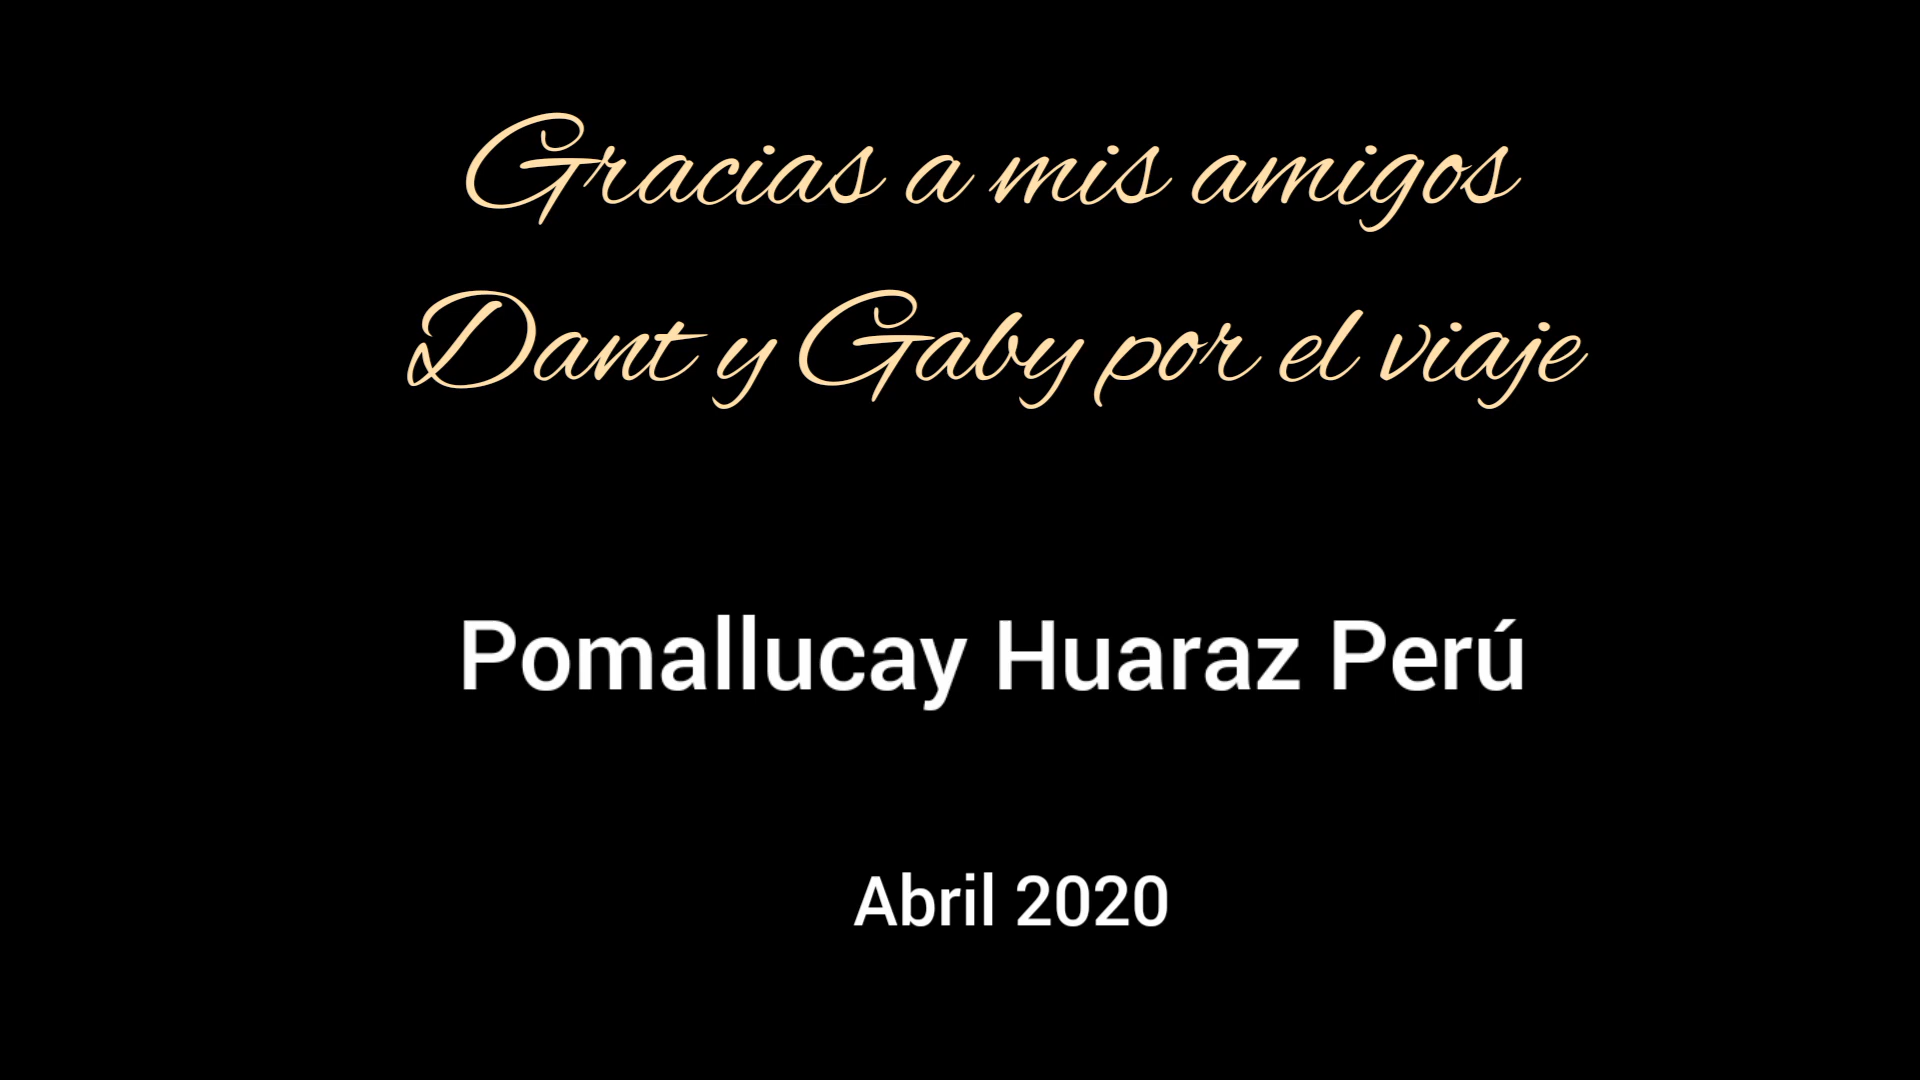 Gracias a mis amigos
Dant y Gaby por el viaje
Pomallucay Huaraz Perú
Abril 2020